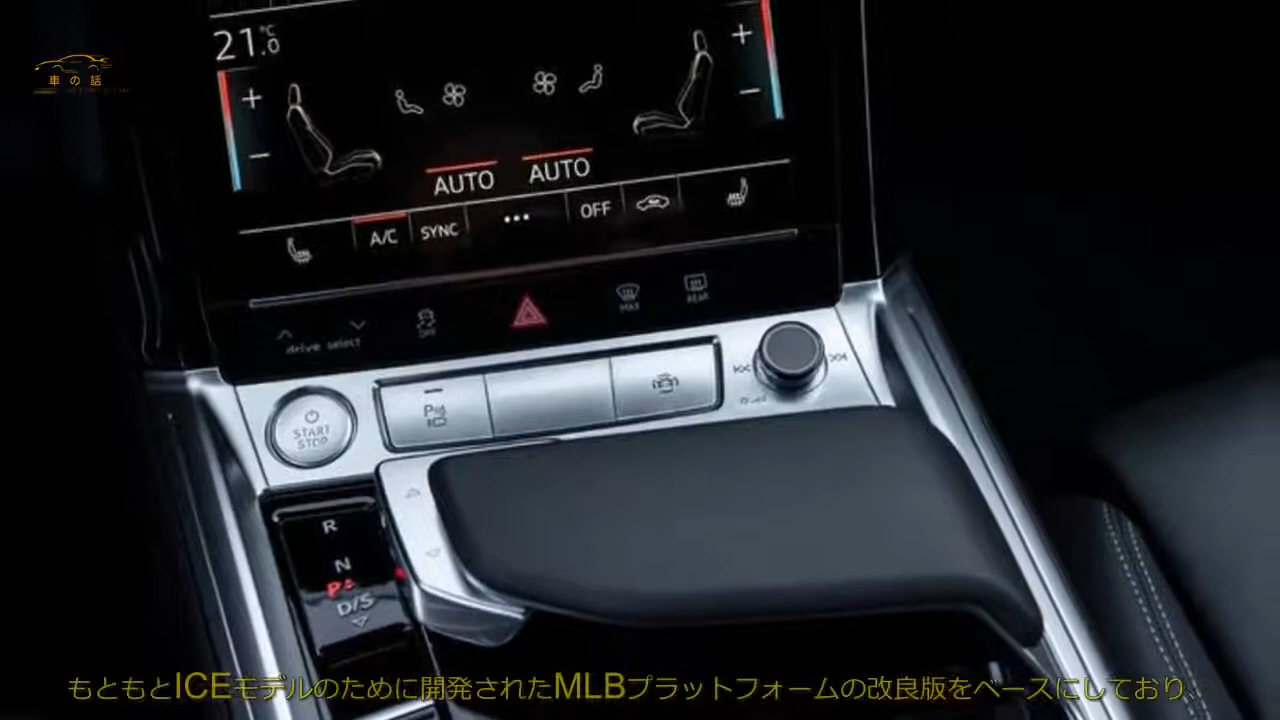 21.0 °C
車の話
AUTO AUTO
A/C SYNC OFF
MAX REAR
OFF
drive select
START
STOP
R
N
P
D/S
もともとICEモデルのために開発されたMLBプラットフォームの改良版をベースにしており、